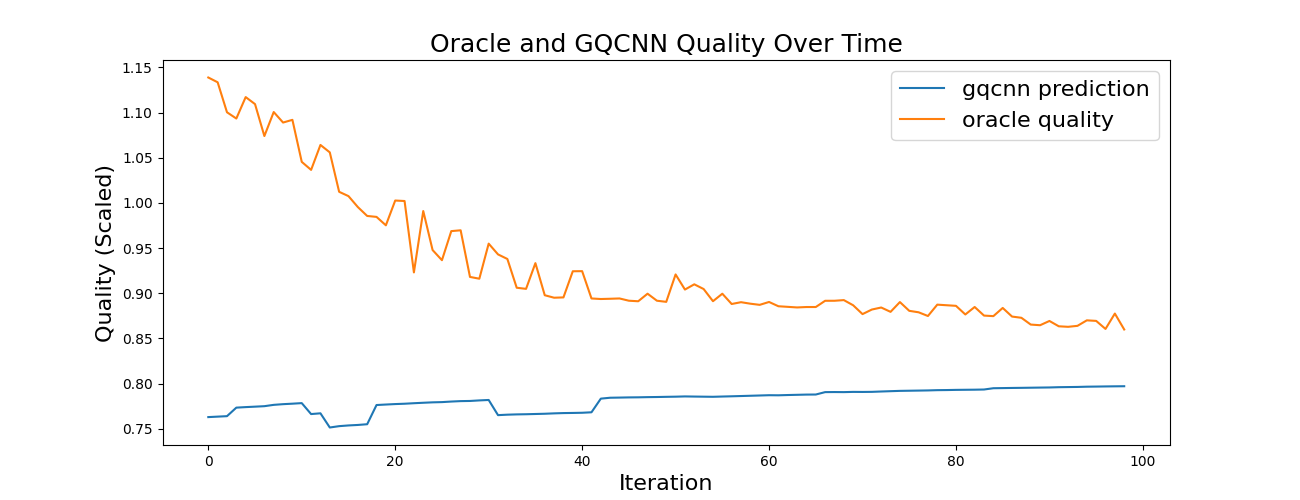 Oracle and GQCNN Quality Over Time
1.15
1.10
1.05
1.00
0.95
0.90
0.85
0.80
0.75
Quality (Scaled)
gqcnn prediction
oracle quality
0 20 40 60 80 100
Iteration